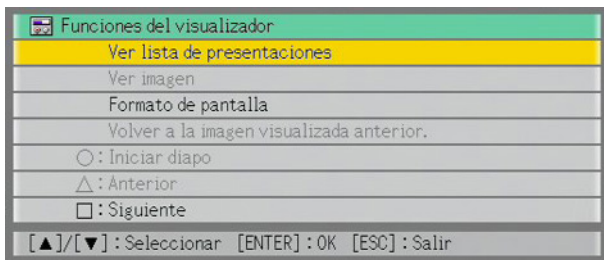 Funciones del visualizador
Ver lista de presentaciones
Ver imagen
Formato de pantalla
Volver a la imagen visualizada anterior.
○：Iniciar diapo
△：Anterior
□：Siguiente
[▲]/[▼]：Seleccionar [ENTER]：OK [ESC]：Salir